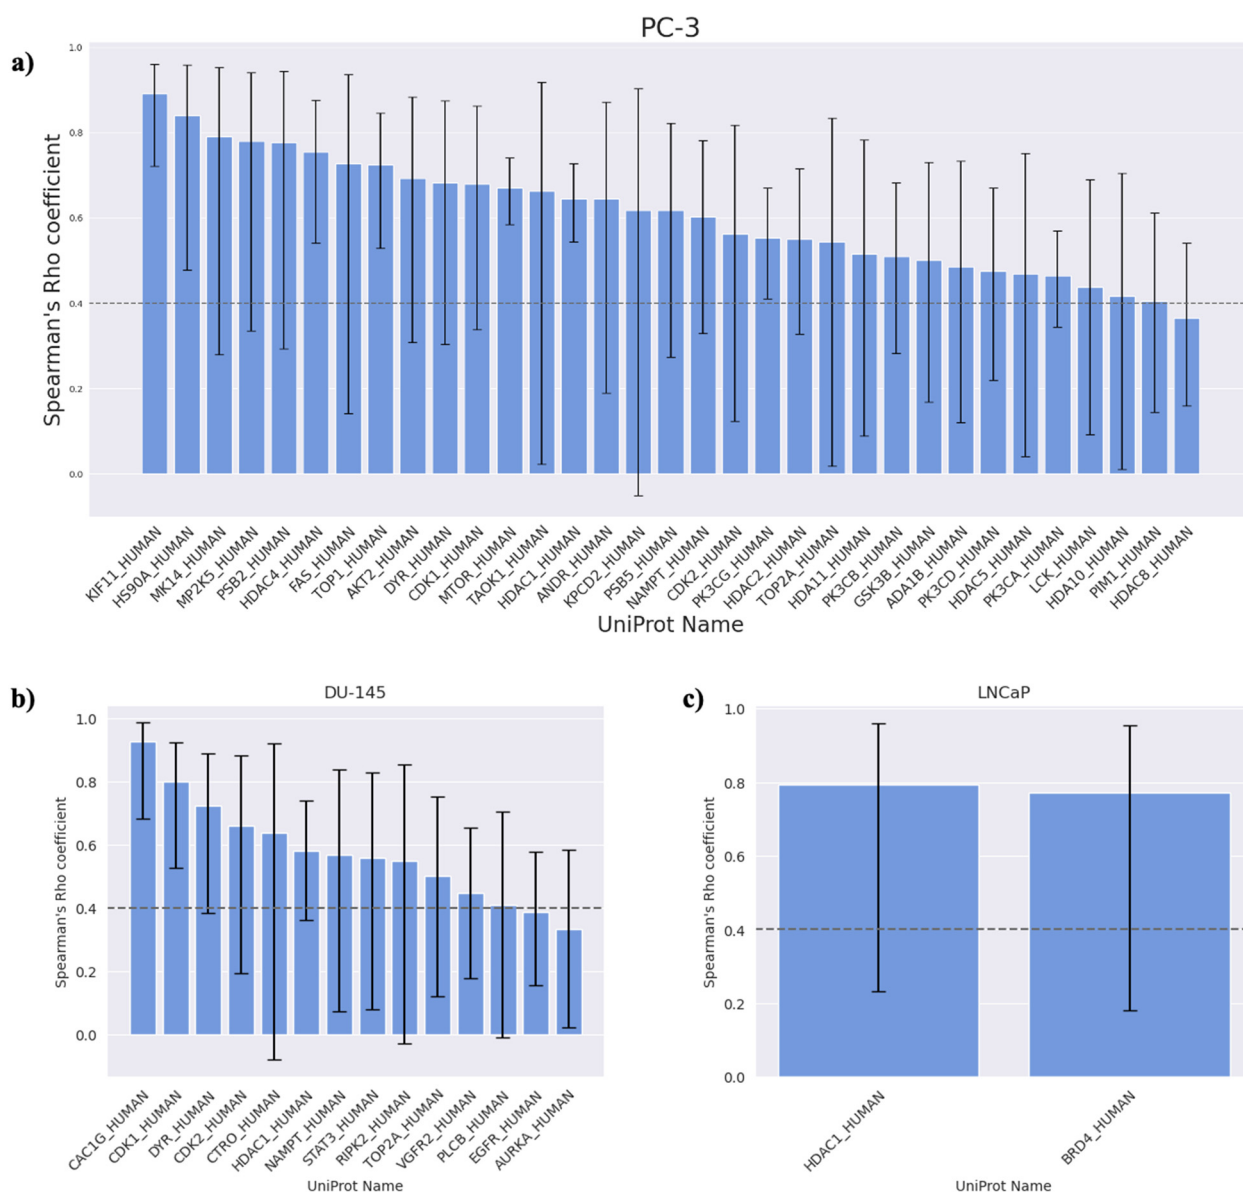 PC-3
a)
Spearman's Rho coefficient
1.0
0.8
0.6
0.4
0.2
0.0
KIF11_HUMAN
HS90A_HUMAN
MK14_HUMAN
MP2K5_HUMAN
PSB2_HUMAN
HDAC4_HUMAN
FAS_HUMAN
TOP1_HUMAN
AKT2_HUMAN
DYR_HUMAN
CDK1_HUMAN
MTOR_HUMAN
TAOK1_HUMAN
HDAC1_HUMAN
ANDR_HUMAN
KPCD2_HUMAN
PSB5_HUMAN
NAMPT_HUMAN
CDK2_HUMAN
PK3CG_HUMAN
HDAC2_HUMAN
TOP2A_HUMAN
HDA11_HUMAN
PK3CB_HUMAN
GSK3B_HUMAN
ADA1B_HUMAN
PK3CD_HUMAN
HDAC5_HUMAN
PK3CA_HUMAN
LCK_HUMAN
HDA10_HUMAN
PIM1_HUMAN
HDAC8_HUMAN
UniProt Name
b)
DU-145
Spearman's Rho coefficient
1.0
0.8
0.6
0.4
0.2
0.0
CAC1G_HUMAN
CDK1_HUMAN
DYR_HUMAN
CDK2_HUMAN
CTRO_HUMAN
HDAC1_HUMAN
NAMPT_HUMAN
STAT3_HUMAN
RIPK2_HUMAN
TOP2A_HUMAN
VGFR2_HUMAN
PLCB_HUMAN
EGFR_HUMAN
AURKA_HUMAN
UniProt Name
c)
LNCaP
Spearman's Rho coefficient
1.0
0.8
0.6
0.4
0.2
0.0
HDAC1_HUMAN
BRD4_HUMAN
UniProt Name